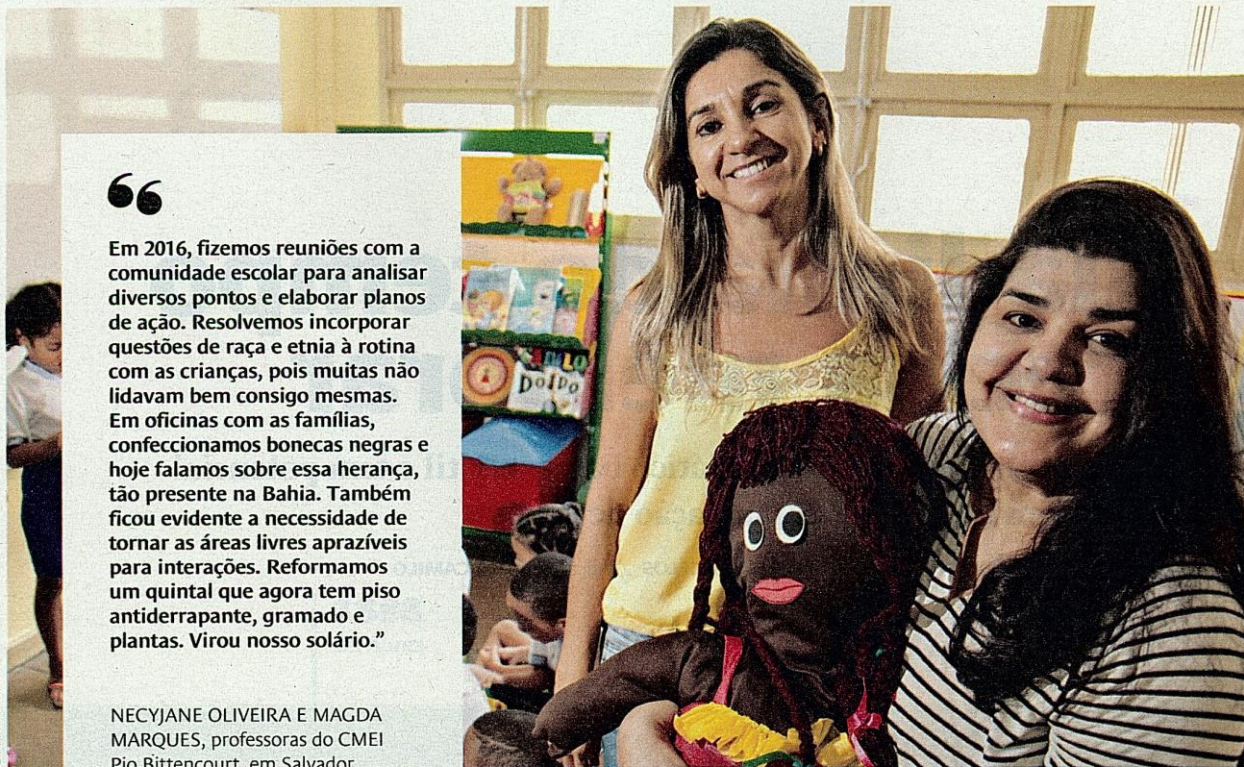 “
Em 2016, fizemos reuniões com a
comunidade escolar para analisar
diversos pontos e elaborar planos
de ação. Resolvemos incorporar
questões de raça e etnia à rotina
com as crianças, pois muitas não
lidavam bem consigo mesmas.
Em oficinas com as famílias,
confeccionamos bonecas negras e
hoje falamos sobre essa herança,
tão presente na Bahia. Também
ficou evidente a necessidade de
tornar as áreas livres aprazíveis
para interações. Reformamos
um quintal que agora tem piso
antiderrapante, gramado e
plantas. Virou nosso solário.”
NECYJANE OLIVEIRA E MAGDA
MARQUES, professoras do CMEI
Pio Bittencourt, em Salvador